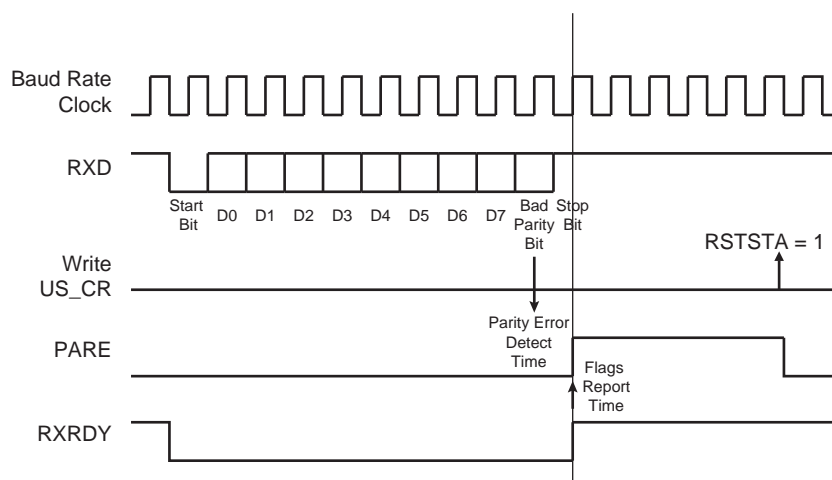 Baud Rate
Clock
RXD
Start
Bit
D0 D1 D2 D3 D4 D5 D6 D7
Bad
Parity
Bit
Stop
Bit
RSTSTA = 1
Write
US_CR
Parity Error
Detect
Time
PARE
Flags
Report
Time
RXRDY